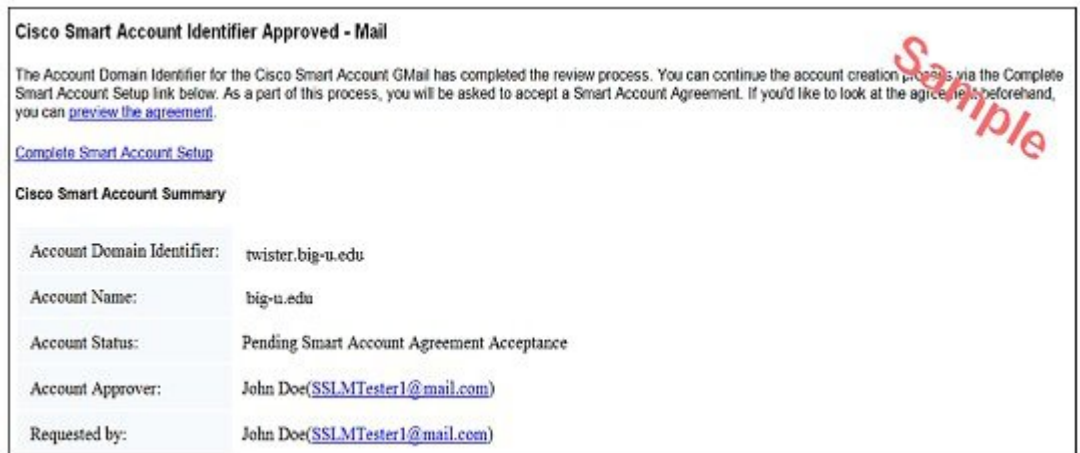 Cisco Smart Account Identifier Approved - Mail
The Account Domain Identifier for the Cisco Smart Account GMail has completed the review process. You can continue the account creation process via the Complete
Smart Account Setup link below. As a part of this process, you will be asked to accept a Smart Account Agreement. If you'd like to look at the agreement beforehand,
you can preview the agreement.
Sample
Complete Smart Account Setup
Cisco Smart Account Summary
Account Domain Identifier: twister.big-u.edu
Account Name: big-u.edu
Account Status: Pending Smart Account Agreement Acceptance
Account Approver: John Doe(SSLMTester1@mail.com)
Requested by: John Doe(SSLMTester1@mail.com)